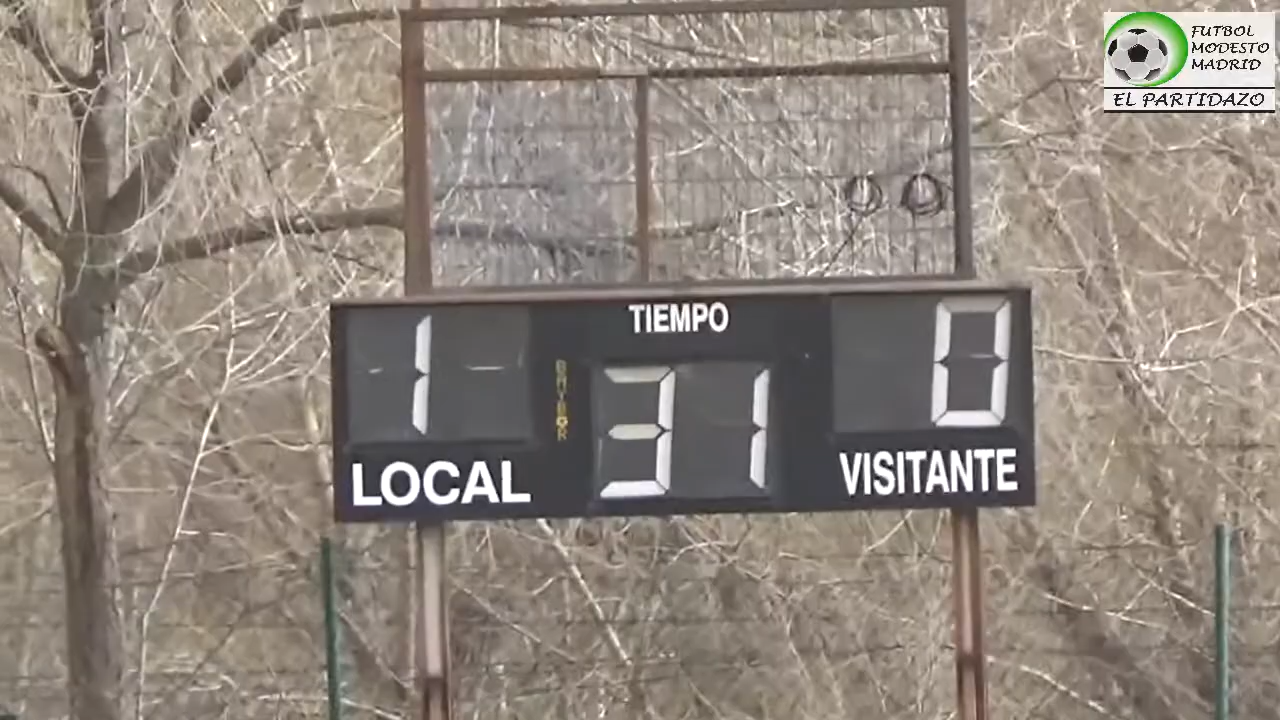 FUTBOL
MODESTO
MADRID
EL PARTIDAZO
TIEMPO
1 31 0
LOCAL VISITANTE